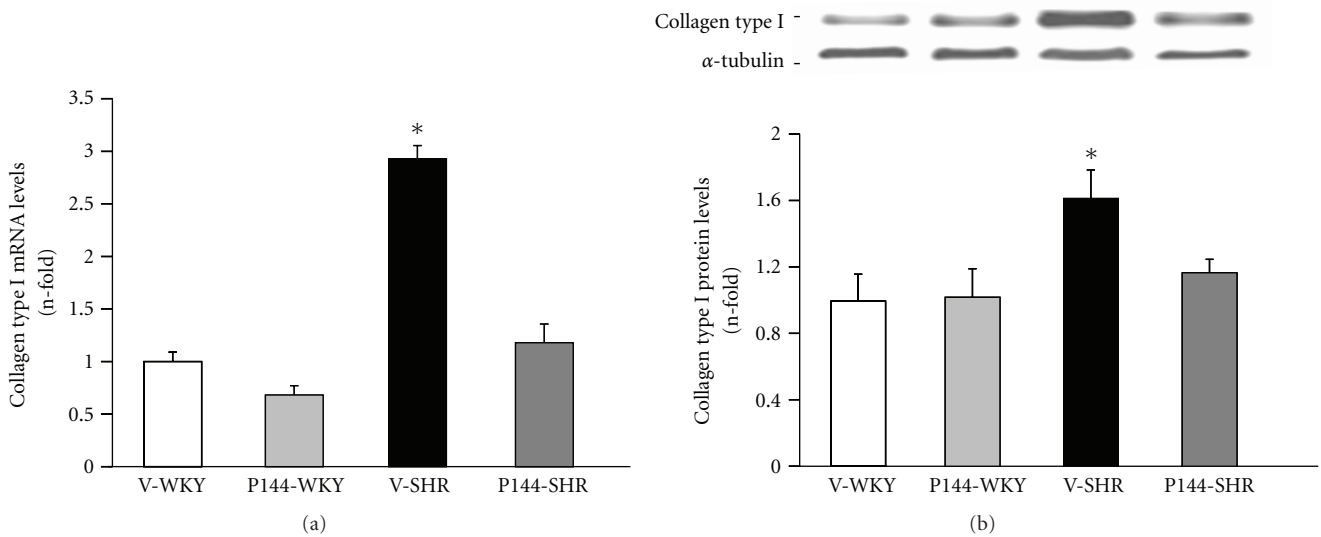 3.5
3
2.5
2
1.5
1
0.5
0
Collagen type I mRNA levels
(n-fold)
*
V-WKY P144-WKY V-SHR P144-SHR
(a)
Collagen type I -
α-tubulin -
2
1.6
1.2
0.8
0.4
0
Collagen type I protein levels
(n-fold)
*
V-WKY P144-WKY V-SHR P144-SHR
(b)